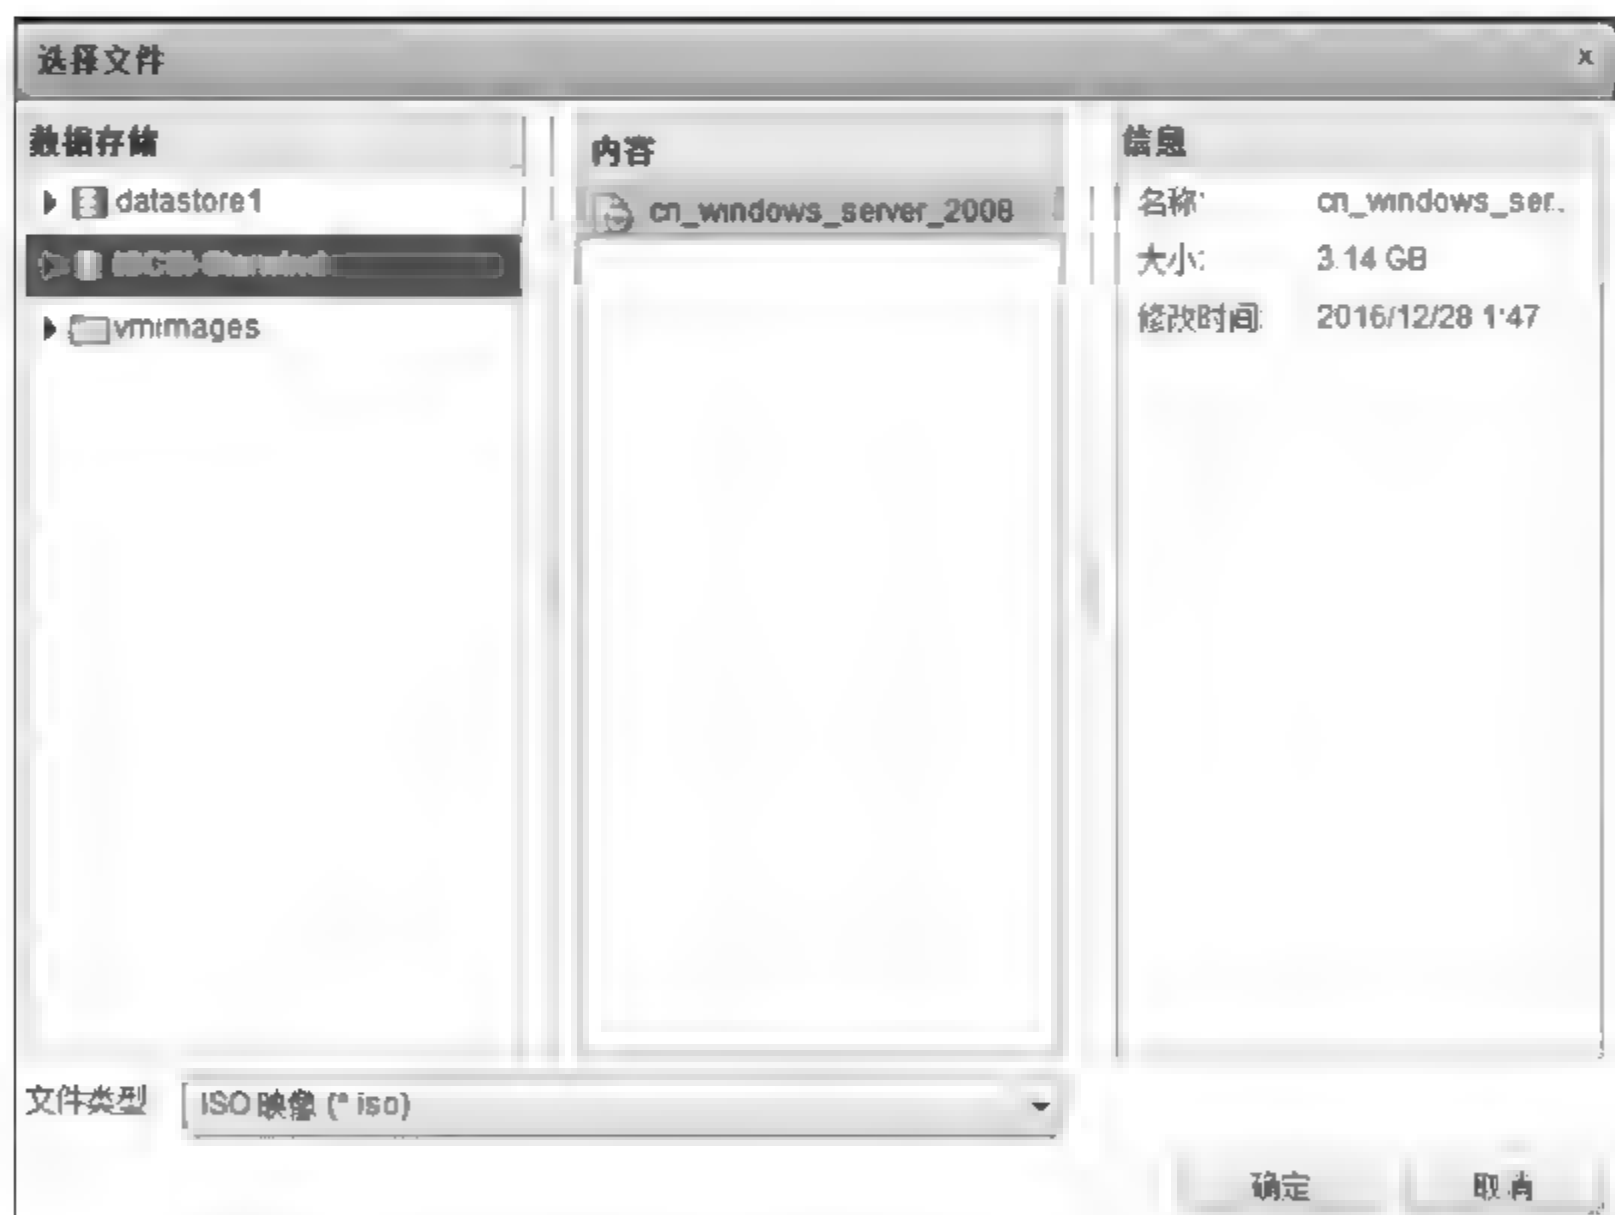 选择文件
x
数据存储
datastore1
iSCSI-Starwind
vmimages
内容
cn_windows_server_2008
信息
名称: cn_windows_ser..
大小: 3.14 GB
修改时间: 2016/12/28 1:47
文件类型
ISO 映像 (*.iso)
确定
取消